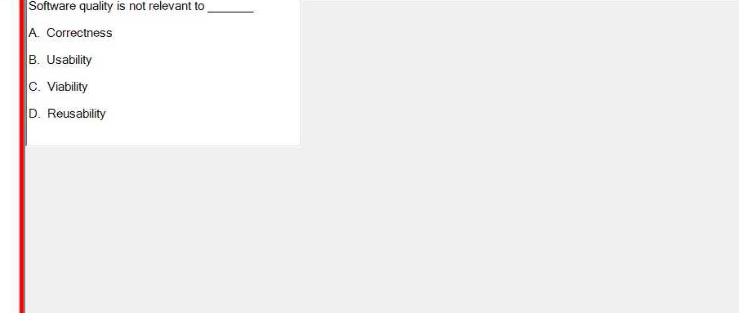 Software quality is not relevant to _______
A. Correctness
B. Usability
C. Viability
D. Reusability